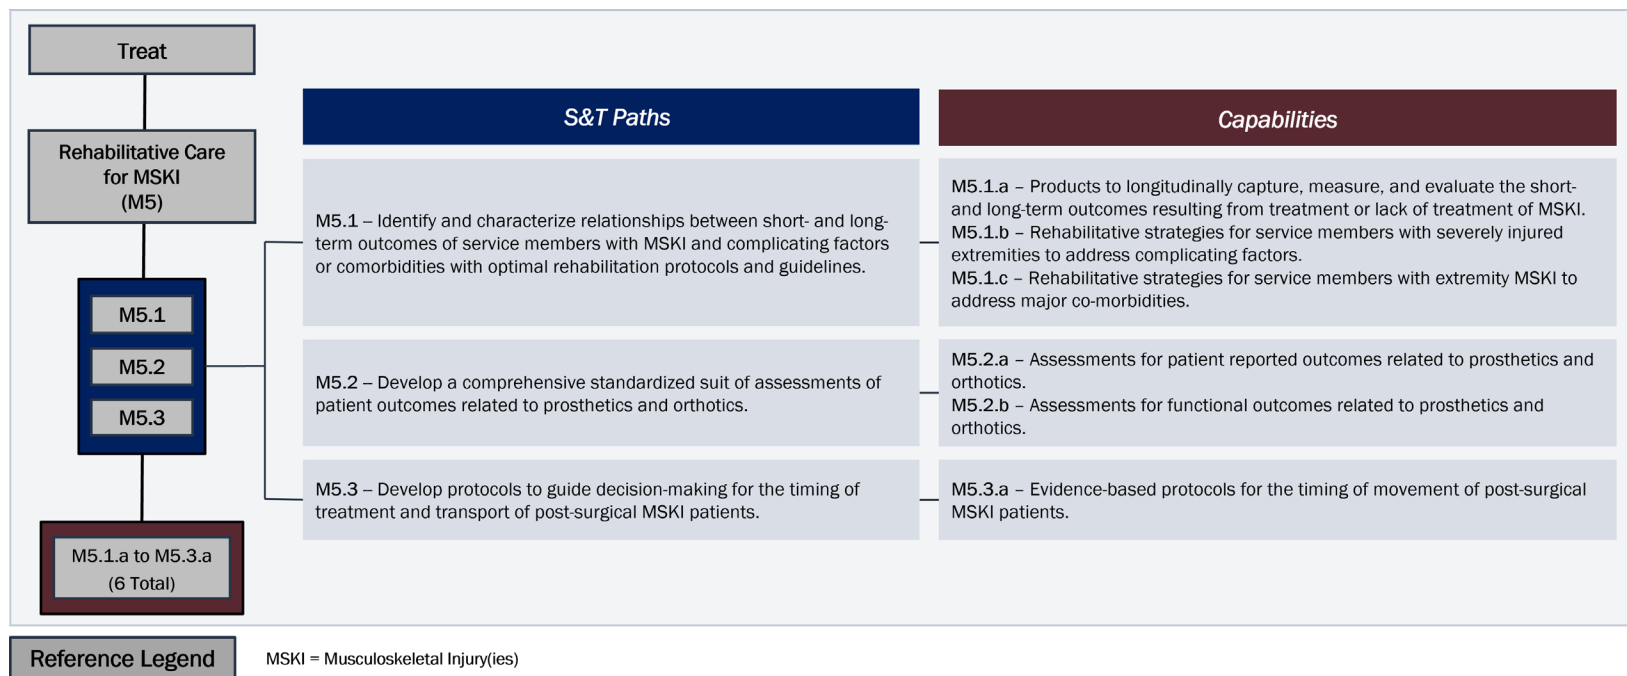 Treat
Rehabilitative Care
for MSKI
(M5)
M5.1
M5.2
M5.3
M5.1.a to M5.3.a
(6 Total)
S&T Paths
Capabilities
M5.1 – Identify and characterize relationships between short- and long-
term outcomes of service members with MSKI and complicating factors
or comorbidities with optimal rehabilitation protocols and guidelines.
M5.1.a – Products to longitudinally capture, measure, and evaluate the short-
and long-term outcomes resulting from treatment or lack of treatment of MSKI.
M5.1.b – Rehabilitative strategies for service members with severely injured
extremities to address complicating factors.
M5.1.c – Rehabilitative strategies for service members with extremity MSKI to
address major co-morbidities.
M5.2 – Develop a comprehensive standardized suit of assessments of
patient outcomes related to prosthetics and orthotics.
M5.2.a – Assessments for patient reported outcomes related to prosthetics and
orthotics.
M5.2.b – Assessments for functional outcomes related to prosthetics and
orthotics.
M5.3 – Develop protocols to guide decision-making for the timing of
treatment and transport of post-surgical MSKI patients.
M5.3.a – Evidence-based protocols for the timing of movement of post-surgical
MSKI patients.
Reference Legend
MSKI = Musculoskeletal Injury(ies)